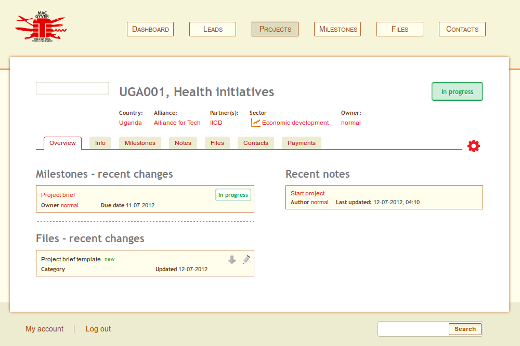 MAC
RIVER
DASHBOARD LEADS PROJECTS MILESTONES FILES CONTACTS
UGA001, Health initiatives
In progress
Country: Alliance: Partner(s): Sector Owner:
Uganda Alliance for Tech IICD Economic development, normal
Overview Info Milestones Notes Files Contacts Payments
Milestones - recent changes
Project brief
In progress
Owner normal Due date 11-07-2012
Recent notes
Start project
Author normal Last updated: 12-07-2012, 04:10
Files - recent changes
Project brief template new
Category Updated 12-07-2012
My account Log out
Search